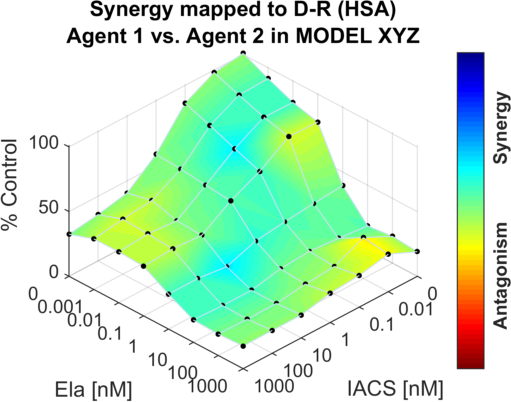 Synergy mapped to D-R (HSA)
Agent 1 vs. Agent 2 in MODEL XYZ
% Control
100
50
0
0
0.001
0.01
0.1
1
10
100
1000
Ela [nM]
0
0.01
0.1
1
10
100
1000
IACS [nM]
Synergy
Antagonism